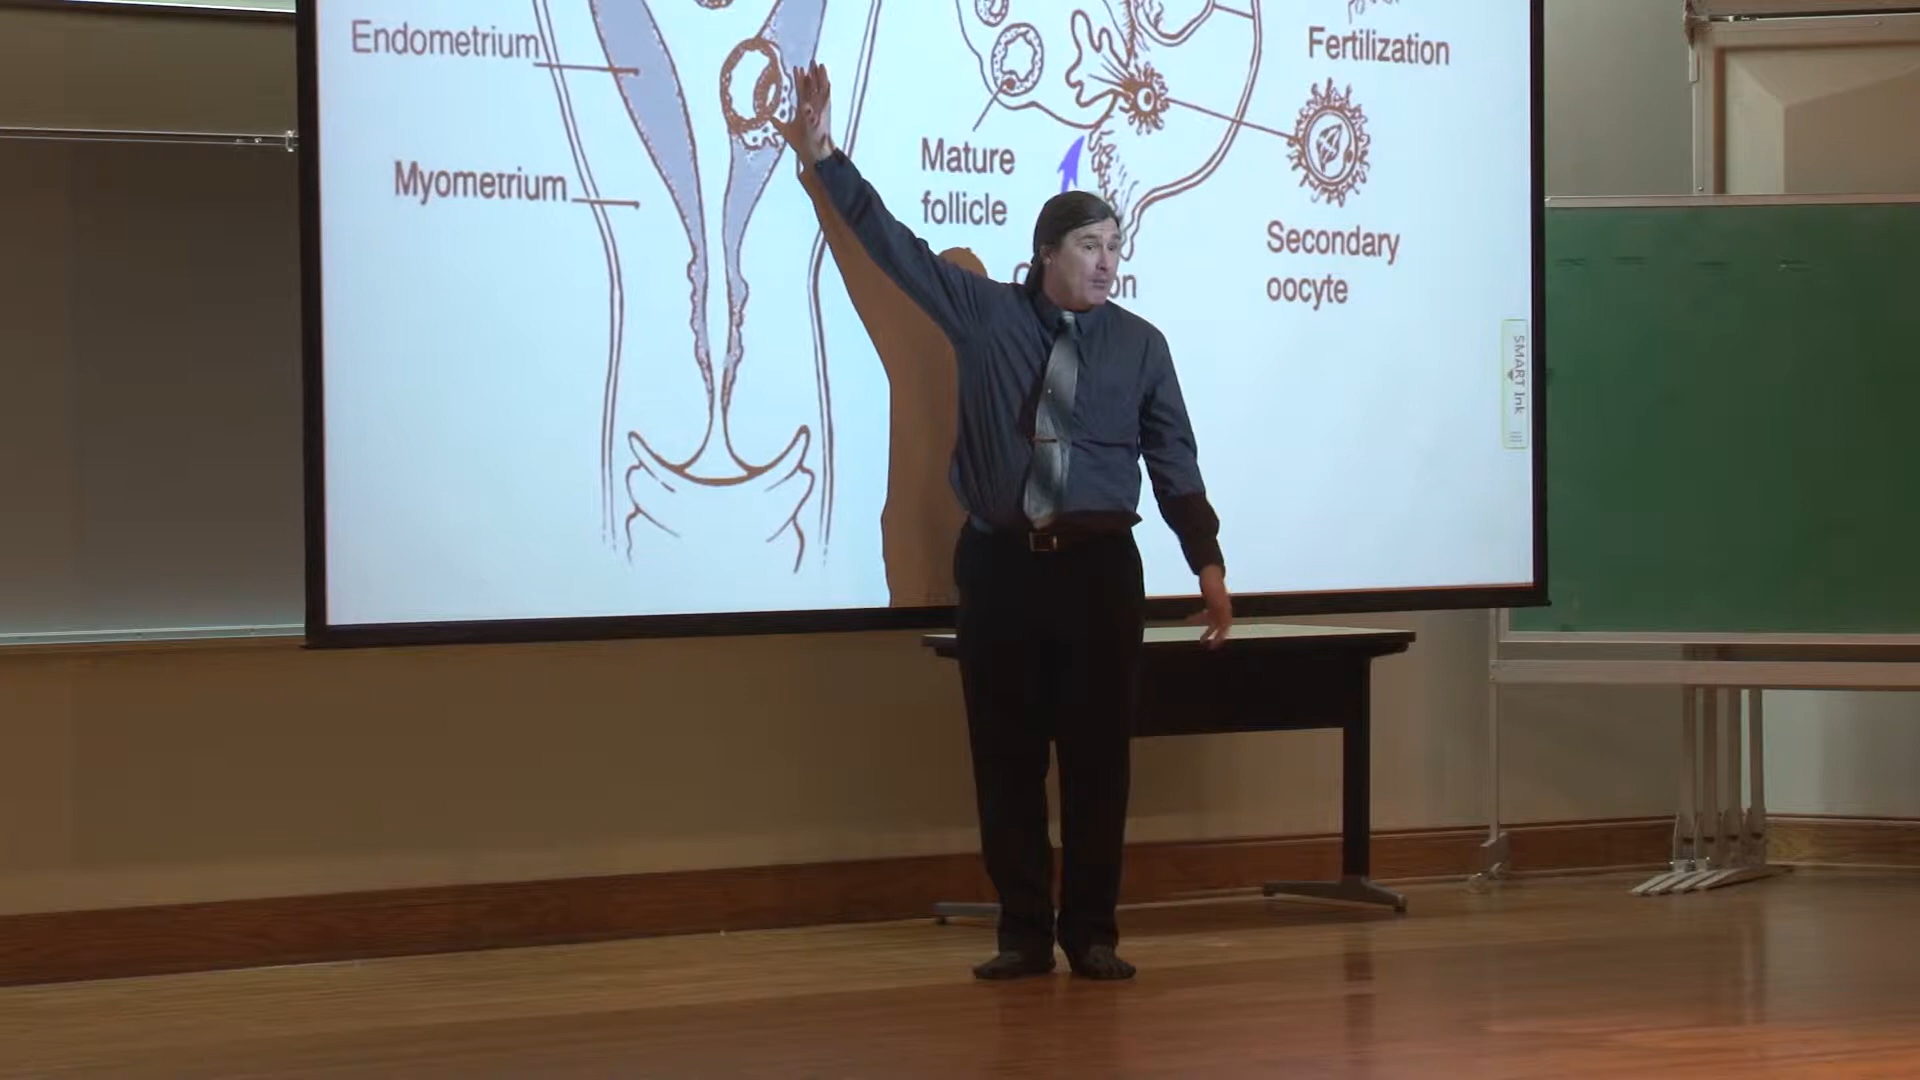 Endometrium
Myometrium
Mature
follicle
Fertilization
Secondary
oocyte
SMART Ink